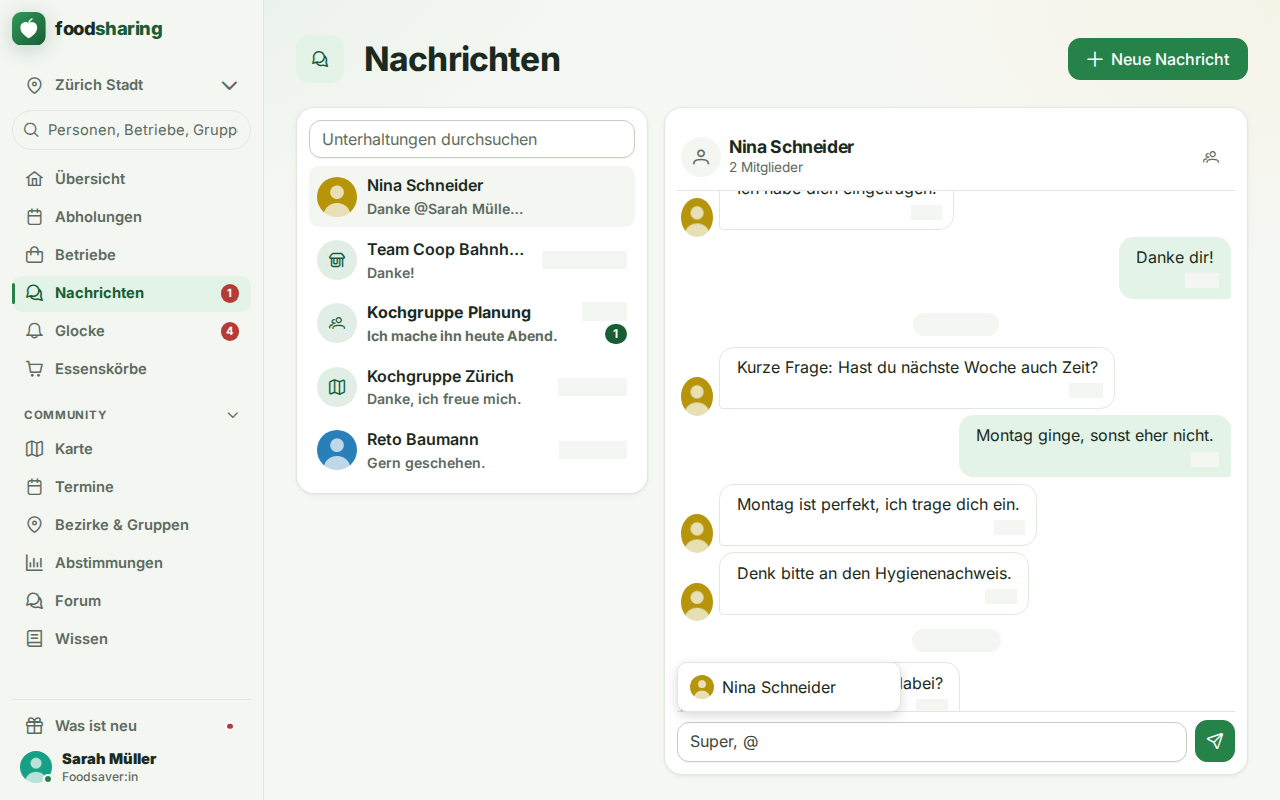 foodsharing
Zürich Stadt
Personen, Betriebe, Grupp
Übersicht
Abholungen
Betriebe
Nachrichten 1
Glocke 4
Essenskörbe
COMMUNITY
Karte
Termine
Bezirke & Gruppen
Abstimmungen
Forum
Wissen
Was ist neu
Sarah Müller
Foodsaver:in
Nachrichten
Neue Nachricht
Unterhaltungen durchsuchen
Nina Schneider
Danke @Sarah Mülle…
Team Coop Bahnh…
Danke!
Kochgruppe Planung
Ich mache ihn heute Abend. 1
Kochgruppe Zürich
Danke, ich freue mich.
Reto Baumann
Gern geschehen.
Nina Schneider
2 Mitglieder
Ich habe dich eingetragen.
Danke dir!
Kurze Frage: Hast du nächste Woche auch Zeit?
Montag ginge, sonst eher nicht.
Montag ist perfekt, ich trage dich ein.
Denk bitte an den Hygienenachweis.
dabei?
Nina Schneider
Super, @